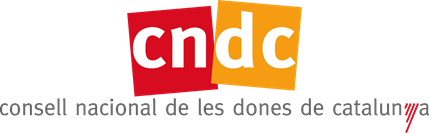 cndc
consell nacional de les dones de catalunya